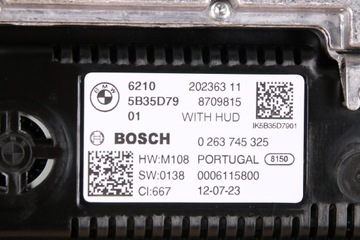 BMW
6210 202363 11
5B35D79 8709815
01 WITH HUD
IK5B35D7901
BOSCH 0 263 745 325
HW:M108 PORTUGAL 8150
SW:0138 0006115800
CI:667 12-07-23